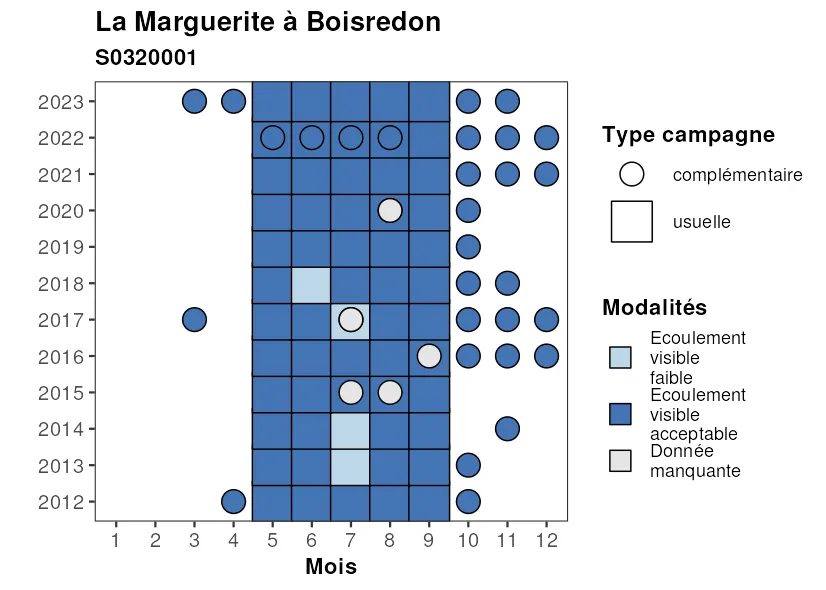 La Marguerite à Boisredon
S0320001
2023
2022
2021
2020
2019
2018
2017
2016
2015
2014
2013
2012
1 2 3 4 5 6 7 8 9 10 11 12
Mois
Type campagne
complémentaire
usuelle
Modalités
Ecoulement
visible
faible
Ecoulement
visible
acceptable
Donnée
manquante